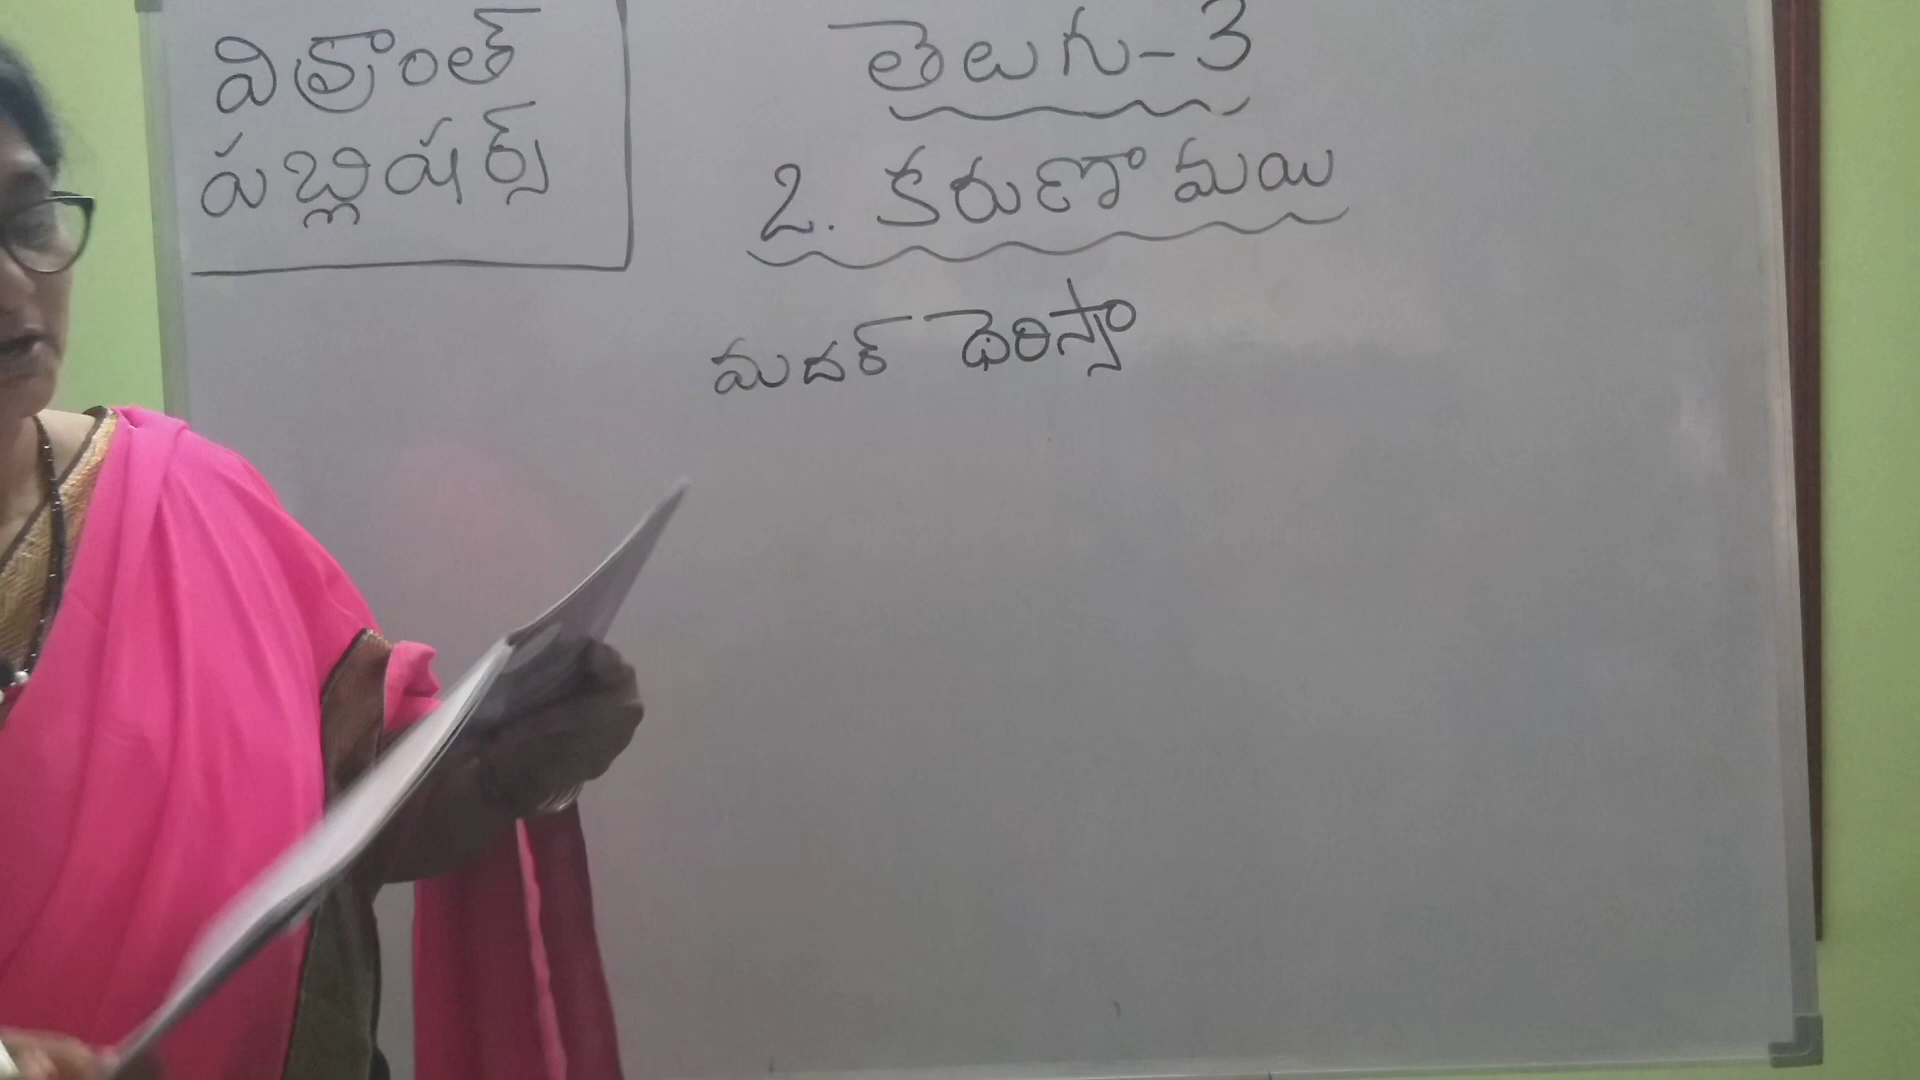 విక్రాంత్
పబ్లిషర్స్
తెలుగు-3
2. కరుణామయి
మదర్ థెరిస్సా